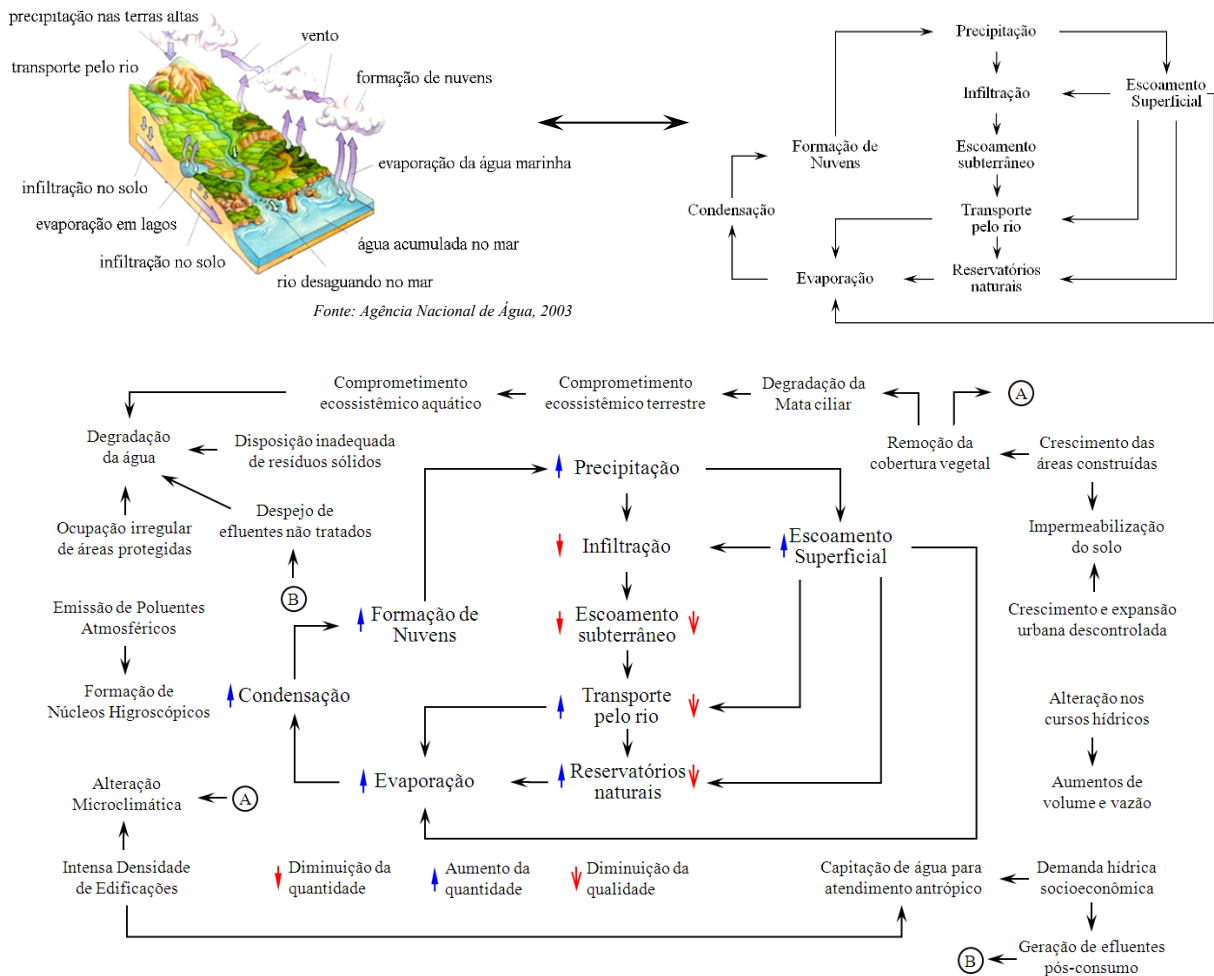 precipitação nas terras altas
vento
transporte pelo rio
formação de nuvens
evaporação da água marinha
infiltração no solo
evaporação em lagos
água acumulada no mar
infiltração no solo
rio desaguando no mar
Fonte: Agência Nacional de Água, 2003
Precipitação
Infiltração
Escoamento
Superficial
Formação de
Nuvens
Escoamento
subterrâneo
Condensação
Transporte
pelo rio
Evaporação
Reservatórios
naturais
Comprometimento
ecossistêmico aquático
Comprometimento
ecossistêmico terrestre
Degradação da
Mata ciliar
A
Degradação
da água
Disposição inadequada
de resíduos sólidos
Remoção da
cobertura vegetal
Crescimento das
áreas construídas
Precipitação
Ocupação irregular
de áreas protegidas
Despejo de
efluentes não tratados
Infiltração
Escoamento
Superficial
Impermeabilização
do solo
B
Emissão de Poluentes
Atmosféricos
Formação de
Nuvens
Escoamento
subterrâneo
Crescimento e expansão
urbana descontrolada
Formação de
Núcleos Higroscópicos
Condensação
Transporte
pelo rio
Alteração nos
cursos hídricos
Alteração
Microclimática
A
Evaporação
Reservatórios
naturais
Aumentos de
volume e vazão
Intensa Densidade
de Edificações
Diminuição da
quantidade
Aumento da
quantidade
Diminuição da
qualidade
Capitação de água para
atendimento antrópico
Demanda hídrica
socioeconômica
B
Geração de efluentes
pós-consumo